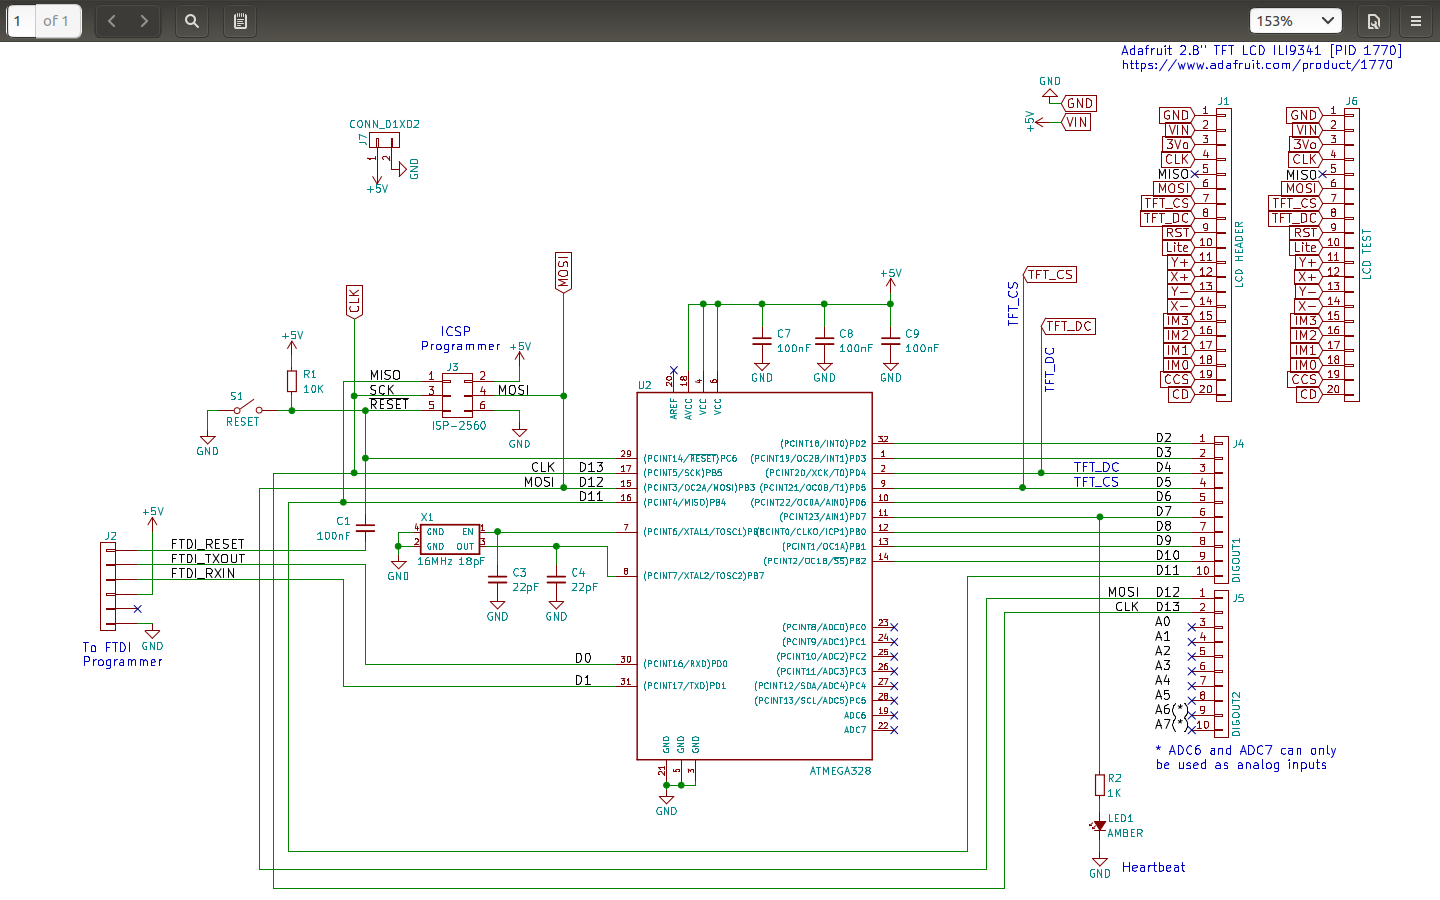 1 of 1
153%
Adafruit 2.8" TFT LCD ILI9341 [PID 1770]
https://www.adafruit.com/product/1770
GND
GND
+5V
VIN
CONN_01X02
J7
1
2
GND
+5V
J1
GND 1
VIN 2
3Vo 3
CLK 4
MISO 5
MOSI 6
TFT_CS 7
TFT_DC 8
RST 9
Lite 10
Y+ 11
X+ 12
Y- 13
X- 14
IM3 15
IM2 16
IM1 17
IM0 18
CCS 19
CD 20
LCD HEADER
J6
GND 1
VIN 2
3Vo 3
CLK 4
MISO 5
MOSI 6
TFT_CS 7
TFT_DC 8
RST 9
Lite 10
Y+ 11
X+ 12
Y- 13
X- 14
IM3 15
IM2 16
IM1 17
IM0 18
CCS 19
CD 20
LCD TEST
CLK
MOSI
+5V
TFT_CS
TFT_CS
TFT_DC
TFT_DC
C7
100nF
GND
C8
100nF
GND
C9
100nF
GND
ICSP
Programmer
+5V
+5V
R1
10K
J3
MISO 1 2
SCK 3 4 MOSI
RESET 5 6
ISP-2560
GND
S1
RESET
GND
U2
20 18 4 6
AREF AVCC VCC VCC
29 (PCINT14/RESET)PC6
CLK D13 17 (PCINT5/SCK)PB5
MOSI D12 15 (PCINT3/OC2A/MOSI)PB3
D11 16 (PCINT4/MISO)PB4
7 (PCINT6/XTAL1/TOSC1)PB6
8 (PCINT7/XTAL2/TOSC2)PB7
D0 30 (PCINT16/RXD)PD0
D1 31 (PCINT17/TXD)PD1
(PCINT18/INT0)PD2 32
(PCINT19/OC2B/INT1)PD3 1
(PCINT20/XCK/T0)PD4 2
(PCINT21/OC0B/T1)PD5 9
(PCINT22/OC0A/AIN0)PD6 10
(PCINT23/AIN1)PD7 11
(PCINT0/CLKO/ICP1)PB0 12
(PCINT1/OC1A)PB1 13
(PCINT2/OC1B/SS)PB2 14
(PCINT8/ADC0)PC0 23
(PCINT9/ADC1)PC1 24
(PCINT10/ADC2)PC2 25
(PCINT11/ADC3)PC3 26
(PCINT12/SDA/ADC4)PC4 27
(PCINT13/SCL/ADC5)PC5 28
ADC6 19
ADC7 22
GND GND GND
21 5 3
ATMEGA328
GND
C1
100nF
X1
4 GND EN 1
2 GND OUT 3
16MHz 18pF
GND
C3
22pF
GND
C4
22pF
GND
+5V
J2
FTDI_RESET
FTDI_TXOUT
FTDI_RXIN
GND
To FTDI
Programmer
J4
D2 1
D3 2
TFT_DC D4 3
TFT_CS D5 4
D6 5
D7 6
D8 7
D9 8
D10 9
D11 10
DIGOUT1
J5
MOSI D12 1
CLK D13 2
A0 3
A1 4
A2 5
A3 6
A4 7
A5 8
A6(*) 9
A7(*) 10
DIGOUT2
* ADC6 and ADC7 can only
be used as analog inputs
R2
1K
LED1
AMBER
GND
Heartbeat